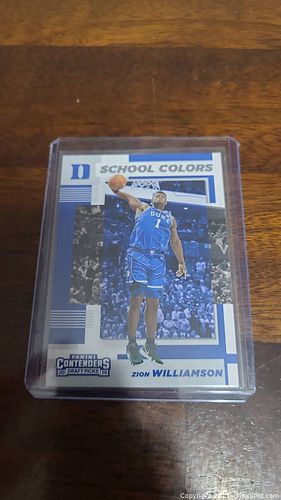 D
SCHOOL COLORS
DUKE
1
PANINI
CONTENDERS
DRAFT PICKS
ZION WILLIAMSON